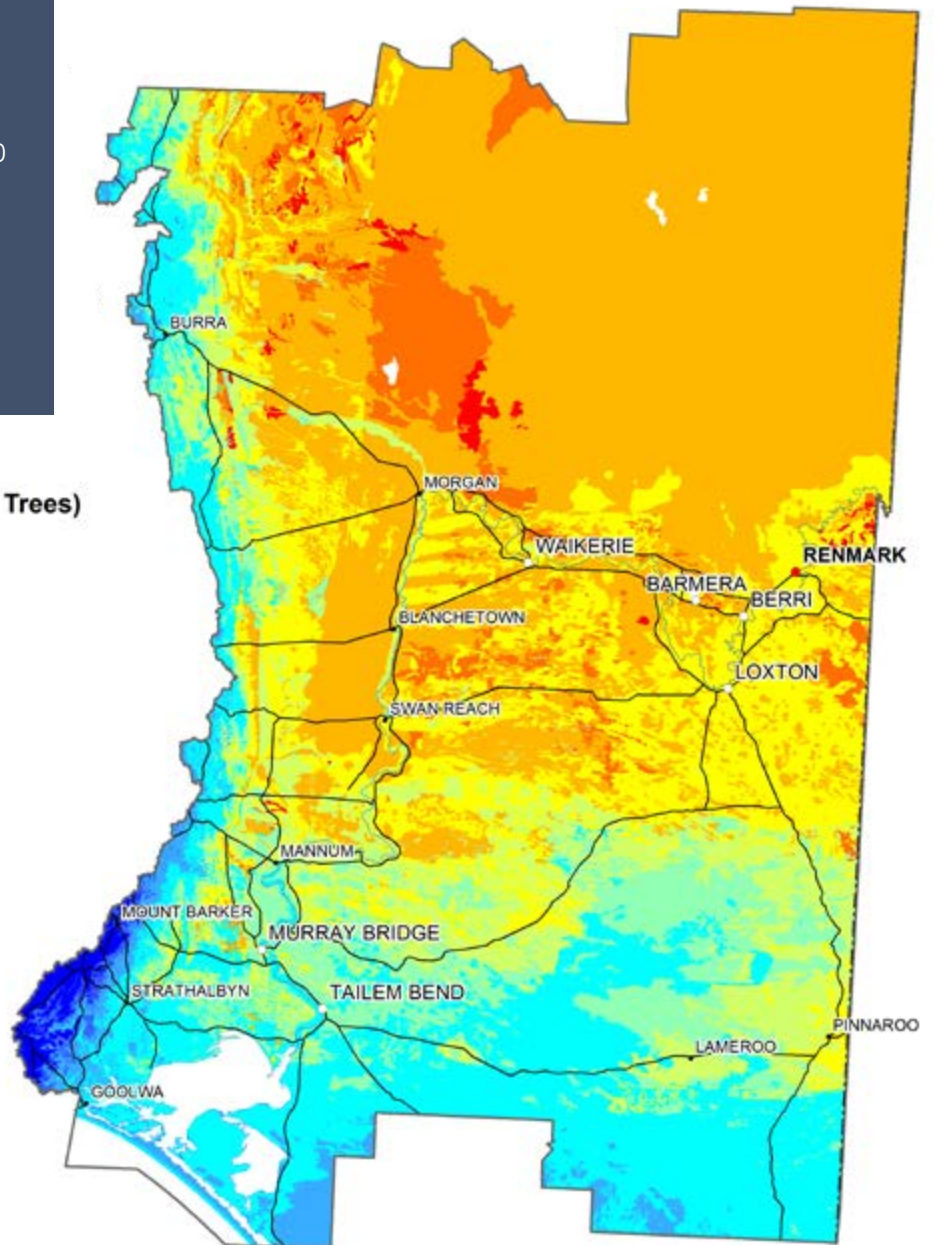 0
BURRA
Trees)
MORGAN
WAIKERIE
RENMARK
BARMERA
BERRI
BLANCHETOWN
LOXTON
SWAN REACH
MANNUM
MOUNT BARKER
MURRAY BRIDGE
STRATHALBYN
TAILEM BEND
PINNAROO
LAMEROO
GOOLWA